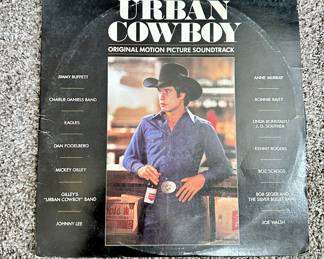 URBAN
COWBOY
ORIGINAL MOTION PICTURE SOUNDTRACK
JIMMY BUFFETT
CHARLIE DANIELS BAND
EAGLES
DAN FOGELBERG
MICKEY GILLEY
GILLEY'S
"URBAN COWBOY" BAND
JOHNNY LEE
ANNE MURRAY
BONNIE RAITT
LINDA RONSTADT/
J. D. SOUTHER
KENNY ROGERS
BOZ SCAGGS
BOB SEGER AND
THE SILVER BULLET BAND
JOE WALSH